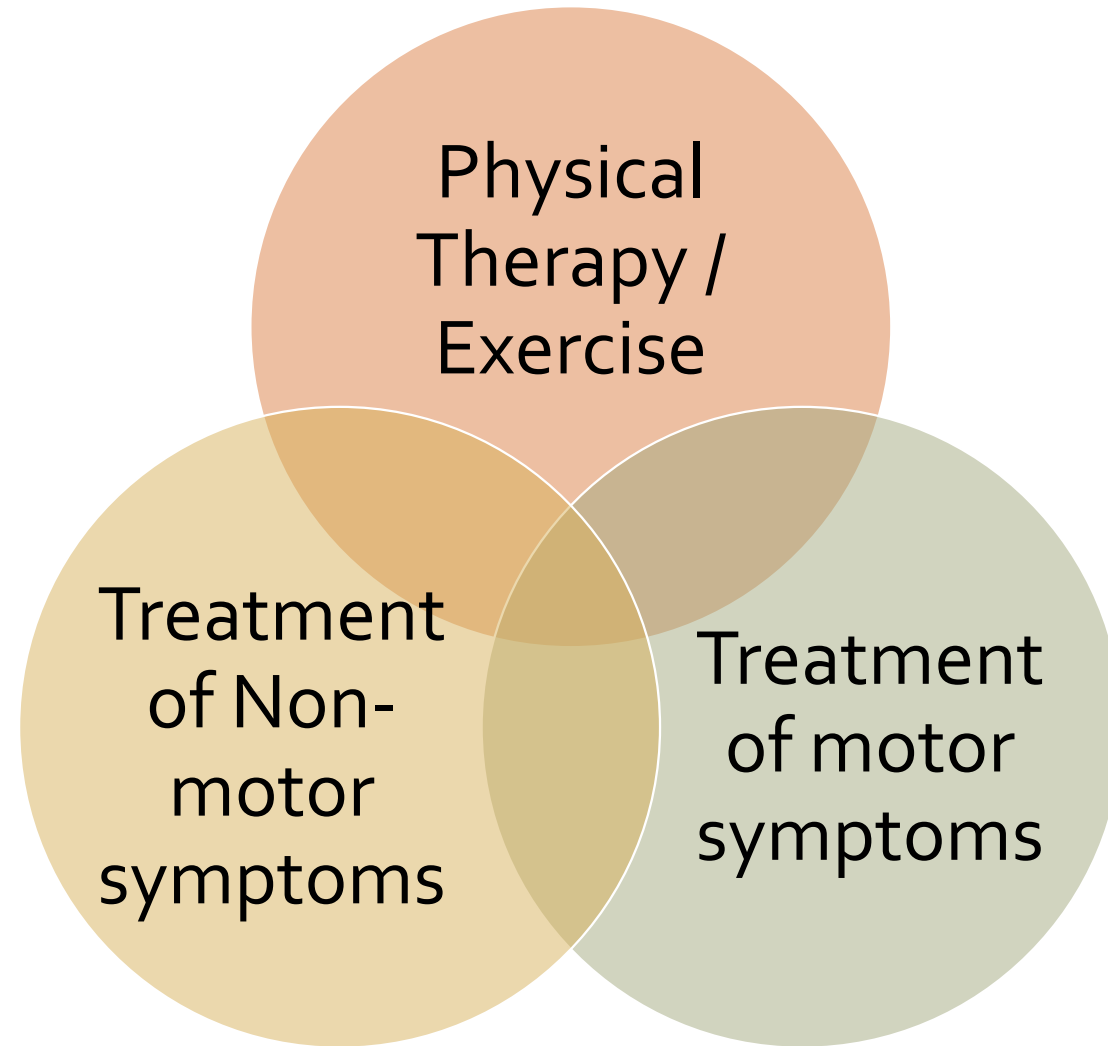 Physical
Therapy /
Exercise
Treatment
of Non-
motor
symptoms
Treatment
of motor
symptoms